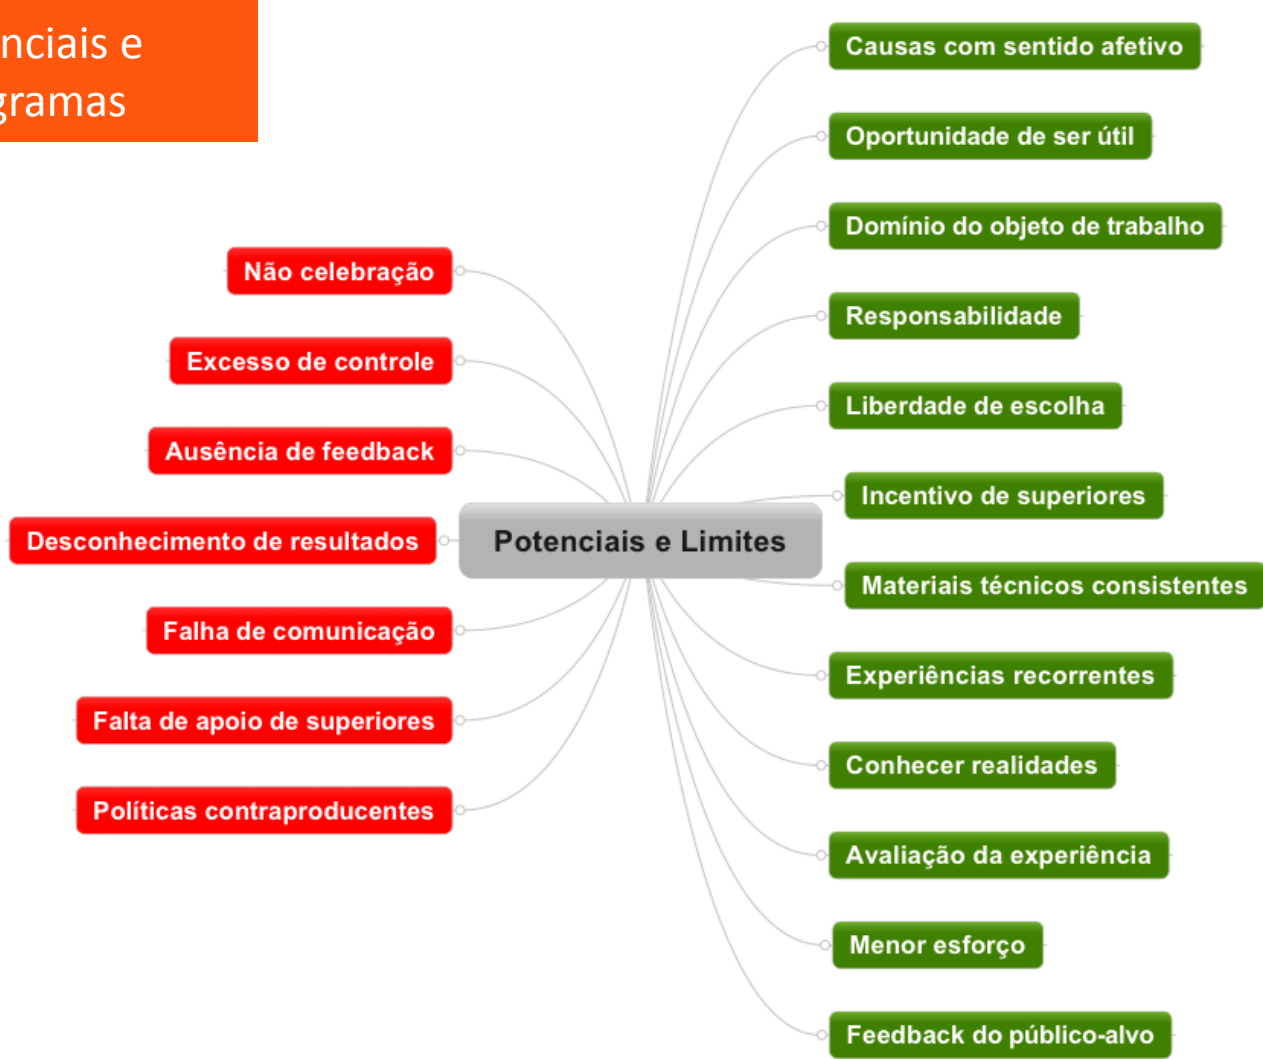 nciais e
gramas
Não celebração
Excesso de controle
Ausência de feedback
Desconhecimento de resultados
Falha de comunicação
Falta de apoio de superiores
Políticas contraproducentes
Potenciais e Limites
Causas com sentido afetivo
Oportunidade de ser útil
Domínio do objeto de trabalho
Responsabilidade
Liberdade de escolha
Incentivo de superiores
Materiais técnicos consistentes
Experiências recorrentes
Conhecer realidades
Avaliação da experiência
Menor esforço
Feedback do público-alvo